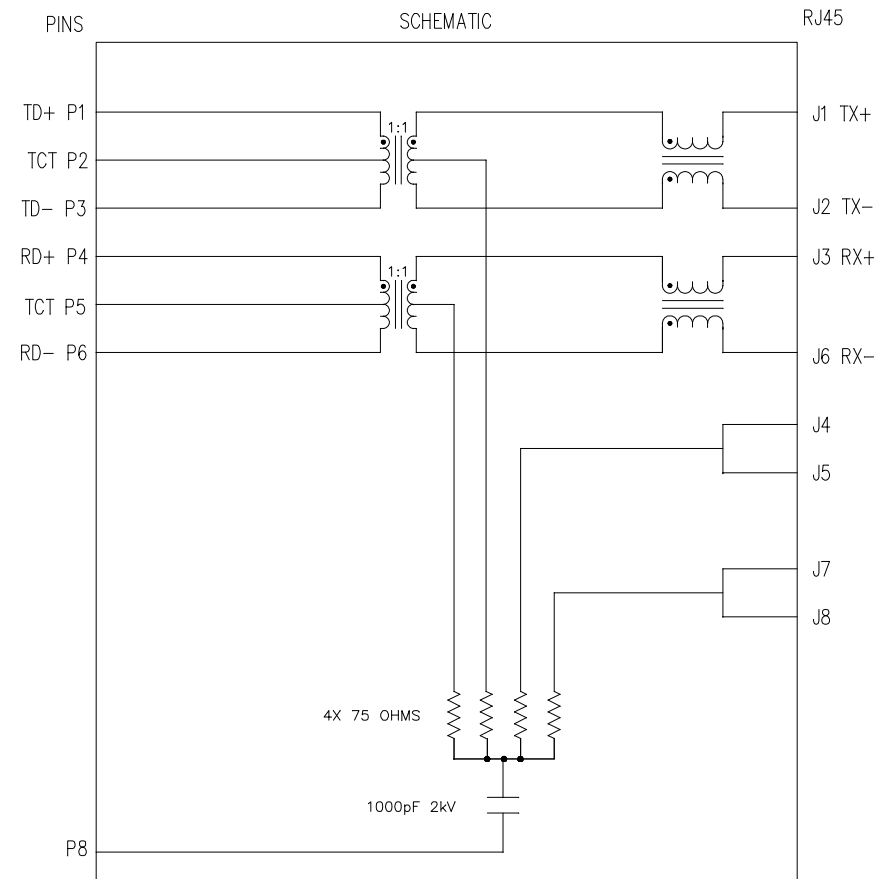 PINS SCHEMATIC RJ45
TD+ P1 1:1 J1 TX+
TCT P2
TD- P3 J2 TX-
RD+ P4 1:1 J3 RX+
TCT P5
RD- P6 J6 RX-
J4
J5
J7
J8
4X 75 OHMS
1000pF 2kV
P8